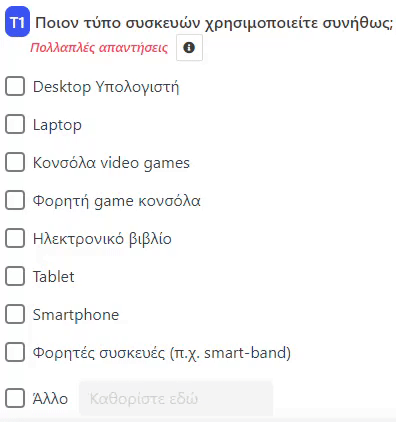 T1 Ποιον τύπο συσκευών χρησιμοποιείτε συνήθως;
Πολλαπλές απαντήσεις
Desktop Υπολογιστή
Laptop
Κονσόλα video games
Φορητή game κονσόλα
Ηλεκτρονικό βιβλίο
Tablet
Smartphone
Φορητές συσκευές (π.χ. smart-band)
Άλλο Καθορίστε εδώ